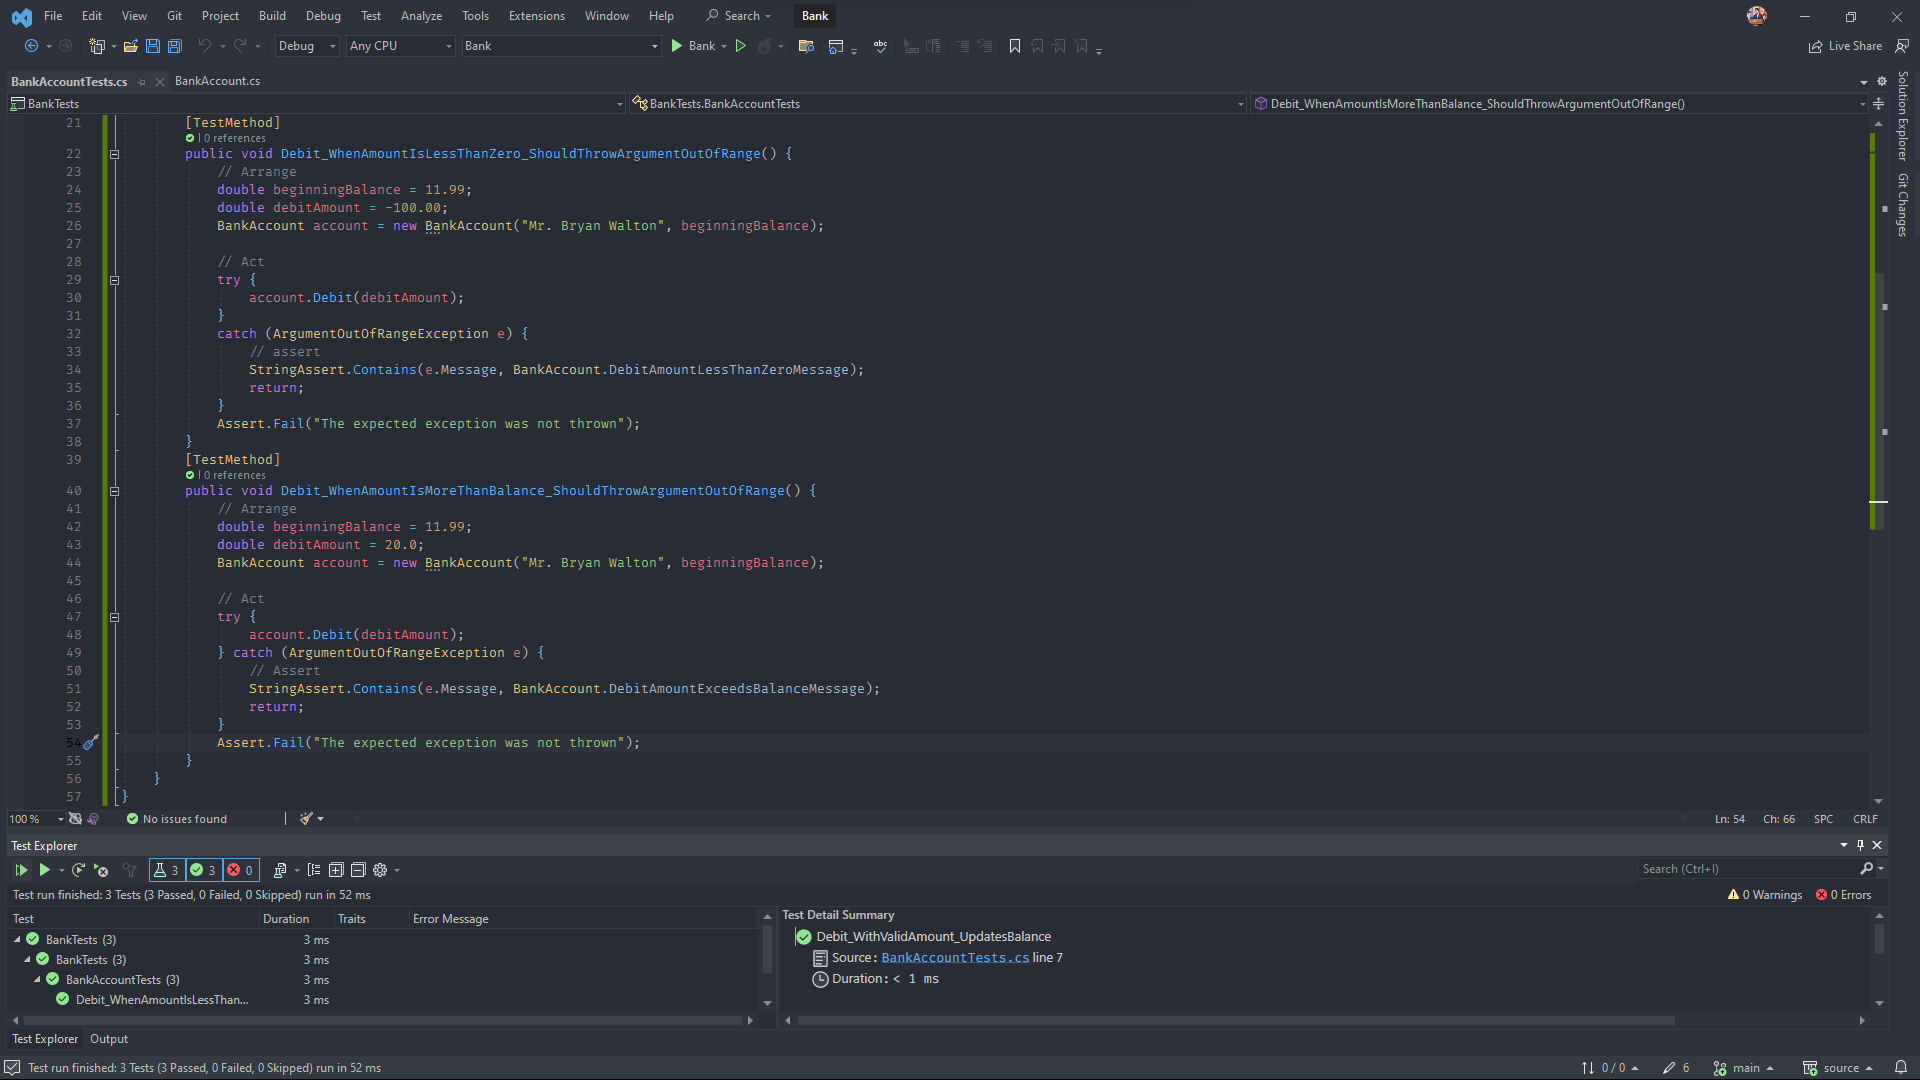 File Edit View Git Project Build Debug Test Analyze Tools Extensions Window Help Search Bank
Debug Any CPU Bank Bank abc Live Share
BankAccountTests.cs BankAccount.cs
BankTests BankTests.BankAccountTests Debit_WhenAmountIsMoreThanBalance_ShouldThrowArgumentOutOfRange()
21 [TestMethod]
0 references
22 public void Debit_WhenAmountIsLessThanZero_ShouldThrowArgumentOutOfRange() {
23 // Arrange
24 double beginningBalance = 11.99;
25 double debitAmount = -100.00;
26 BankAccount account = new BankAccount("Mr. Bryan Walton", beginningBalance);
27
28 // Act
29 try {
30 account.Debit(debitAmount);
31 }
32 catch (ArgumentOutOfRangeException e) {
33 // assert
34 StringAssert.Contains(e.Message, BankAccount.DebitAmountLessThanZeroMessage);
35 return;
36 }
37 Assert.Fail("The expected exception was not thrown");
38 }
39 [TestMethod]
0 references
40 public void Debit_WhenAmountIsMoreThanBalance_ShouldThrowArgumentOutOfRange() {
41 // Arrange
42 double beginningBalance = 11.99;
43 double debitAmount = 20.0;
44 BankAccount account = new BankAccount("Mr. Bryan Walton", beginningBalance);
45
46 // Act
47 try {
48 account.Debit(debitAmount);
49 } catch (ArgumentOutOfRangeException e) {
50 // Assert
51 StringAssert.Contains(e.Message, BankAccount.DebitAmountExceedsBalanceMessage);
52 return;
53 }
54 Assert.Fail("The expected exception was not thrown");
55 }
56 }
57 }
Solution Explorer
Git Changes
100 % No issues found Ln: 54 Ch: 66 SPC CRLF
Test Explorer
3 3 0 Search (Ctrl+I)
Test run finished: 3 Tests (3 Passed, 0 Failed, 0 Skipped) run in 52 ms 0 Warnings 0 Errors
Test Duration Traits Error Message
BankTests (3) 3 ms
BankTests (3) 3 ms
BankAccountTests (3) 3 ms
Debit_WhenAmountIsLessThan... 3 ms
Test Detail Summary
Debit_WithValidAmount_UpdatesBalance
Source: BankAccountTests.cs line 7
Duration: < 1 ms
Test Explorer Output
Test run finished: 3 Tests (3 Passed, 0 Failed, 0 Skipped) run in 52 ms 0 / 0 6 main source